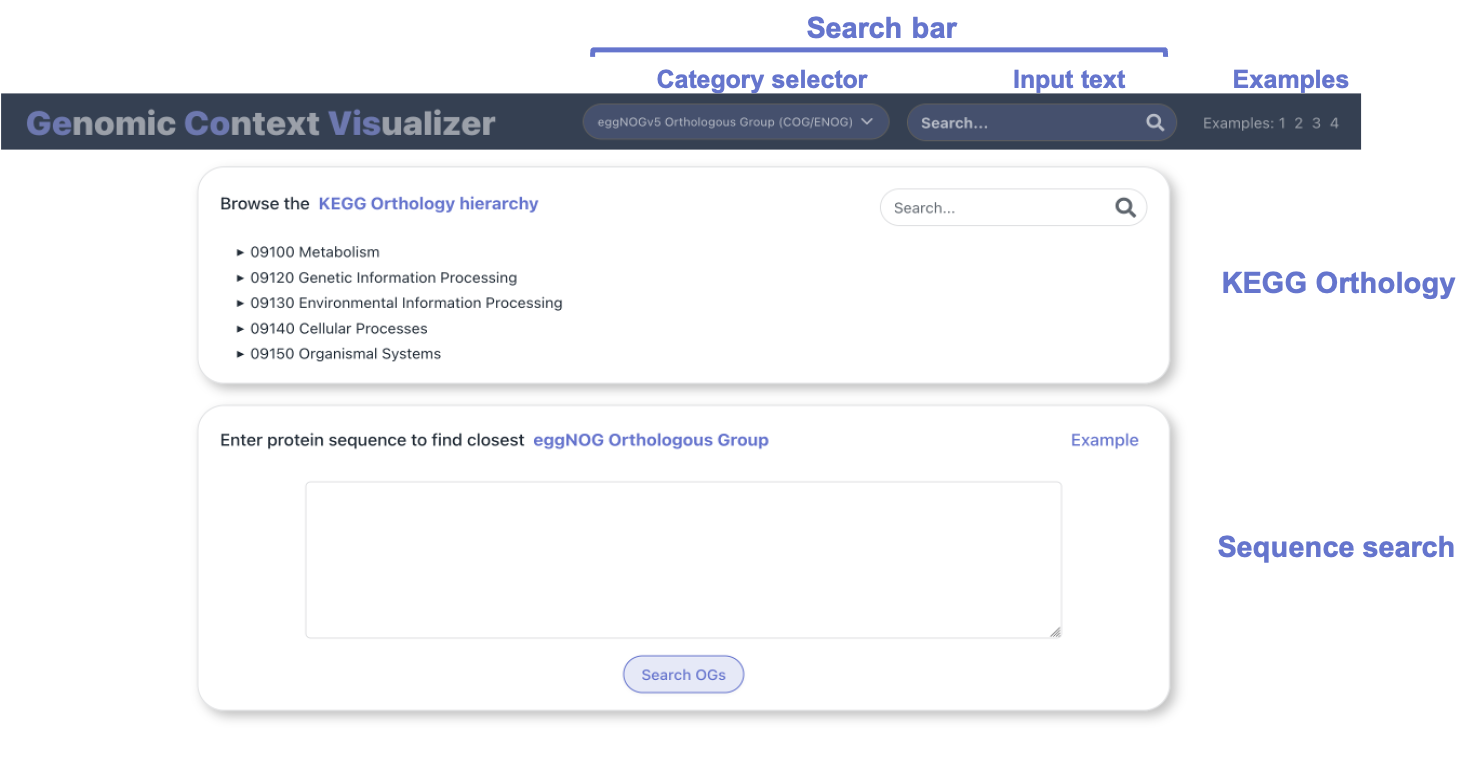 Search bar
Category selector
Input text
Examples
Genomic Context Visualizer
eggNOGv5 Orthologous Group (COG/ENOG)
Search...
Examples: 1 2 3 4
Browse the KEGG Orthology hierarchy
Search...
▸ 09100 Metabolism
▸ 09120 Genetic Information Processing
▸ 09130 Environmental Information Processing
▸ 09140 Cellular Processes
▸ 09150 Organismal Systems
KEGG Orthology
Enter protein sequence to find closest eggNOG Orthologous Group
Example
Sequence search
Search OGs